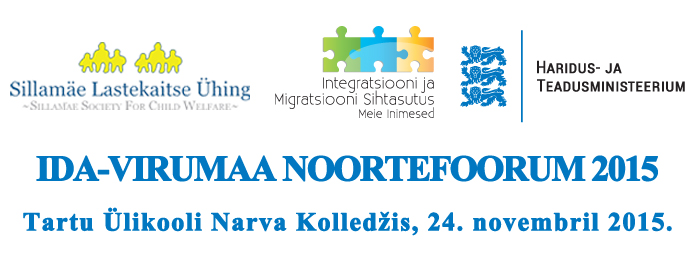 Sillamäe Lastekaitse Ühing
~SILLAMÄE SOCIETY FOR CHILD WELFARE~
Integratsiooni ja
Migratsiooni Sihtasutus
Meie Inimesed
HARIDUS- JA
TEADUSMINISTEERIUM
IDA-VIRUMAA NOORTEFOORUM 2015
Tartu Ülikooli Narva Kolledžis, 24. novembril 2015.